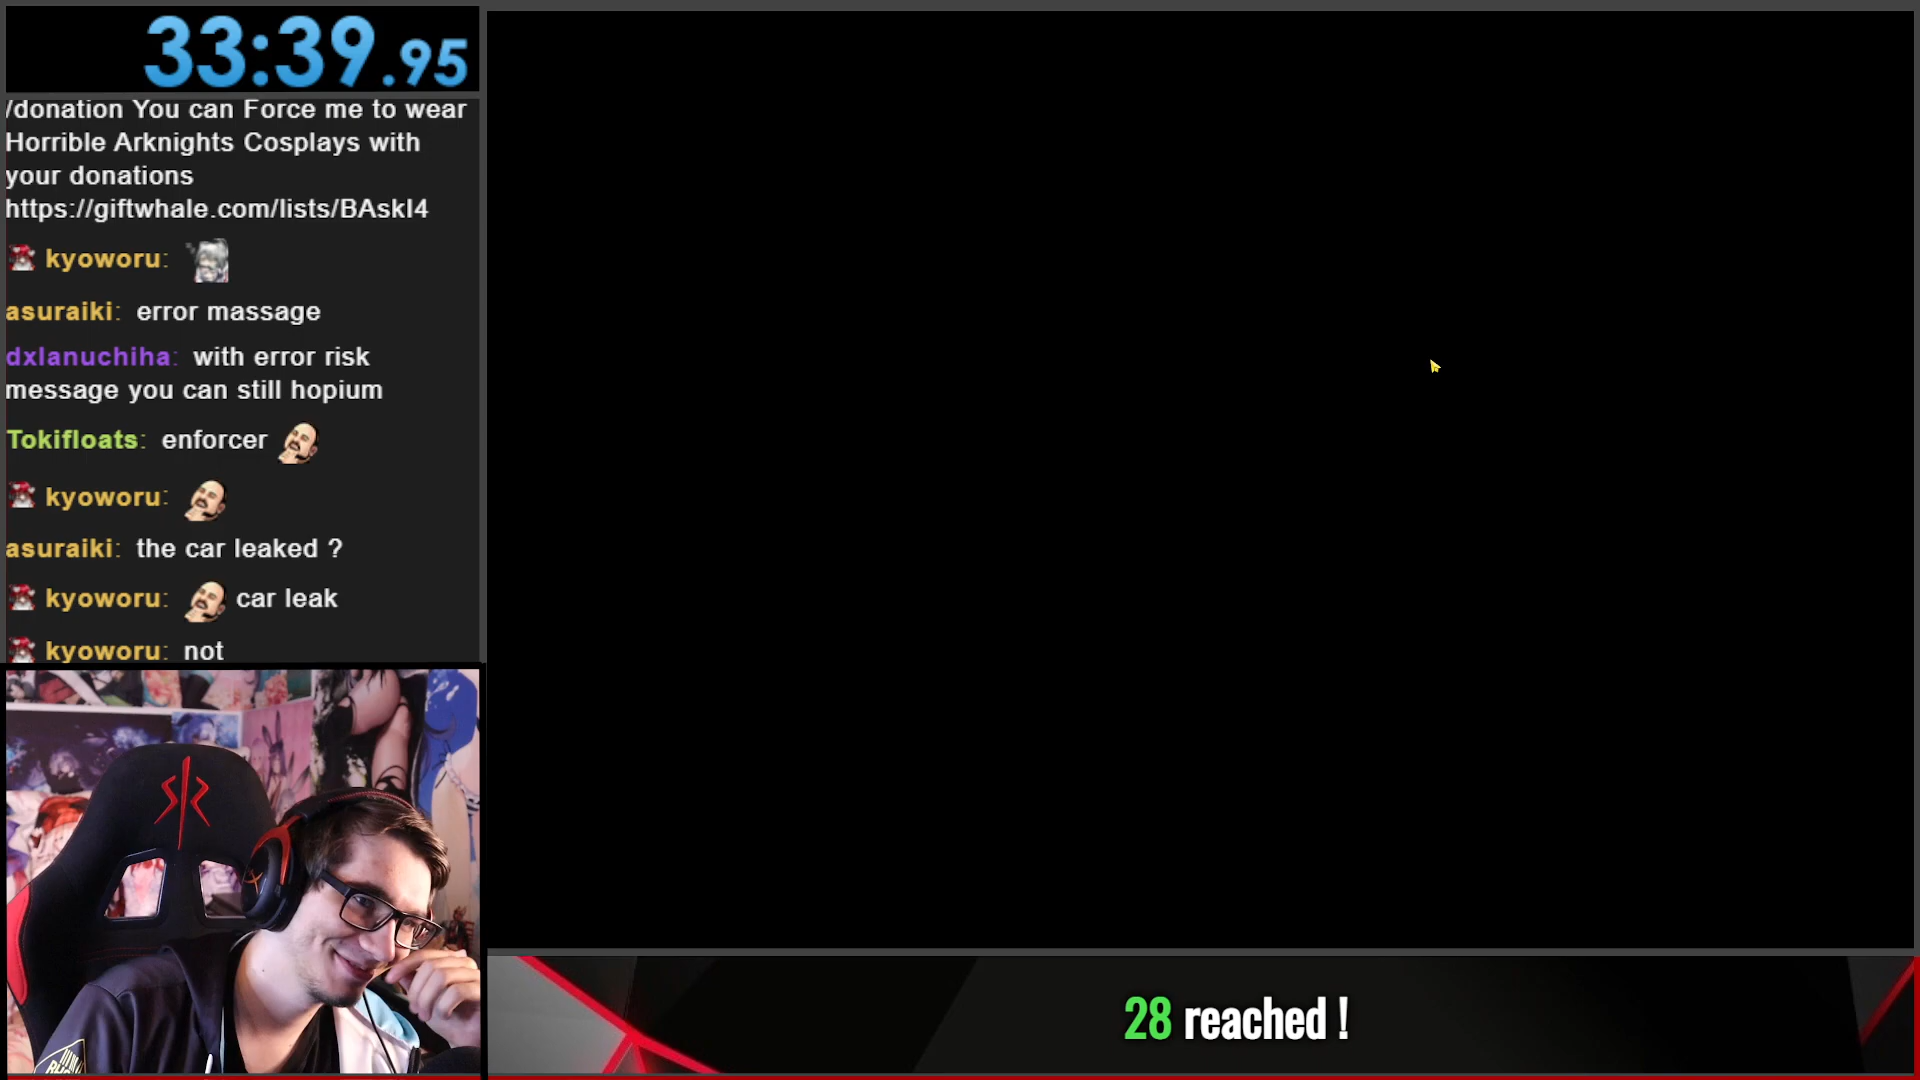 33:39.95
/donation You can Force me to wear
Horrible Arknights Cosplays with
your donations
https://giftwhale.com/lists/BAskI4
kyoworu:
asuraiki: error massage
dxlanuchiha: with error risk
message you can still hopium
Tokifloats: enforcer
kyoworu:
asuraiki: the car leaked ?
kyoworu: car leak
kyoworu: not
28 reached !